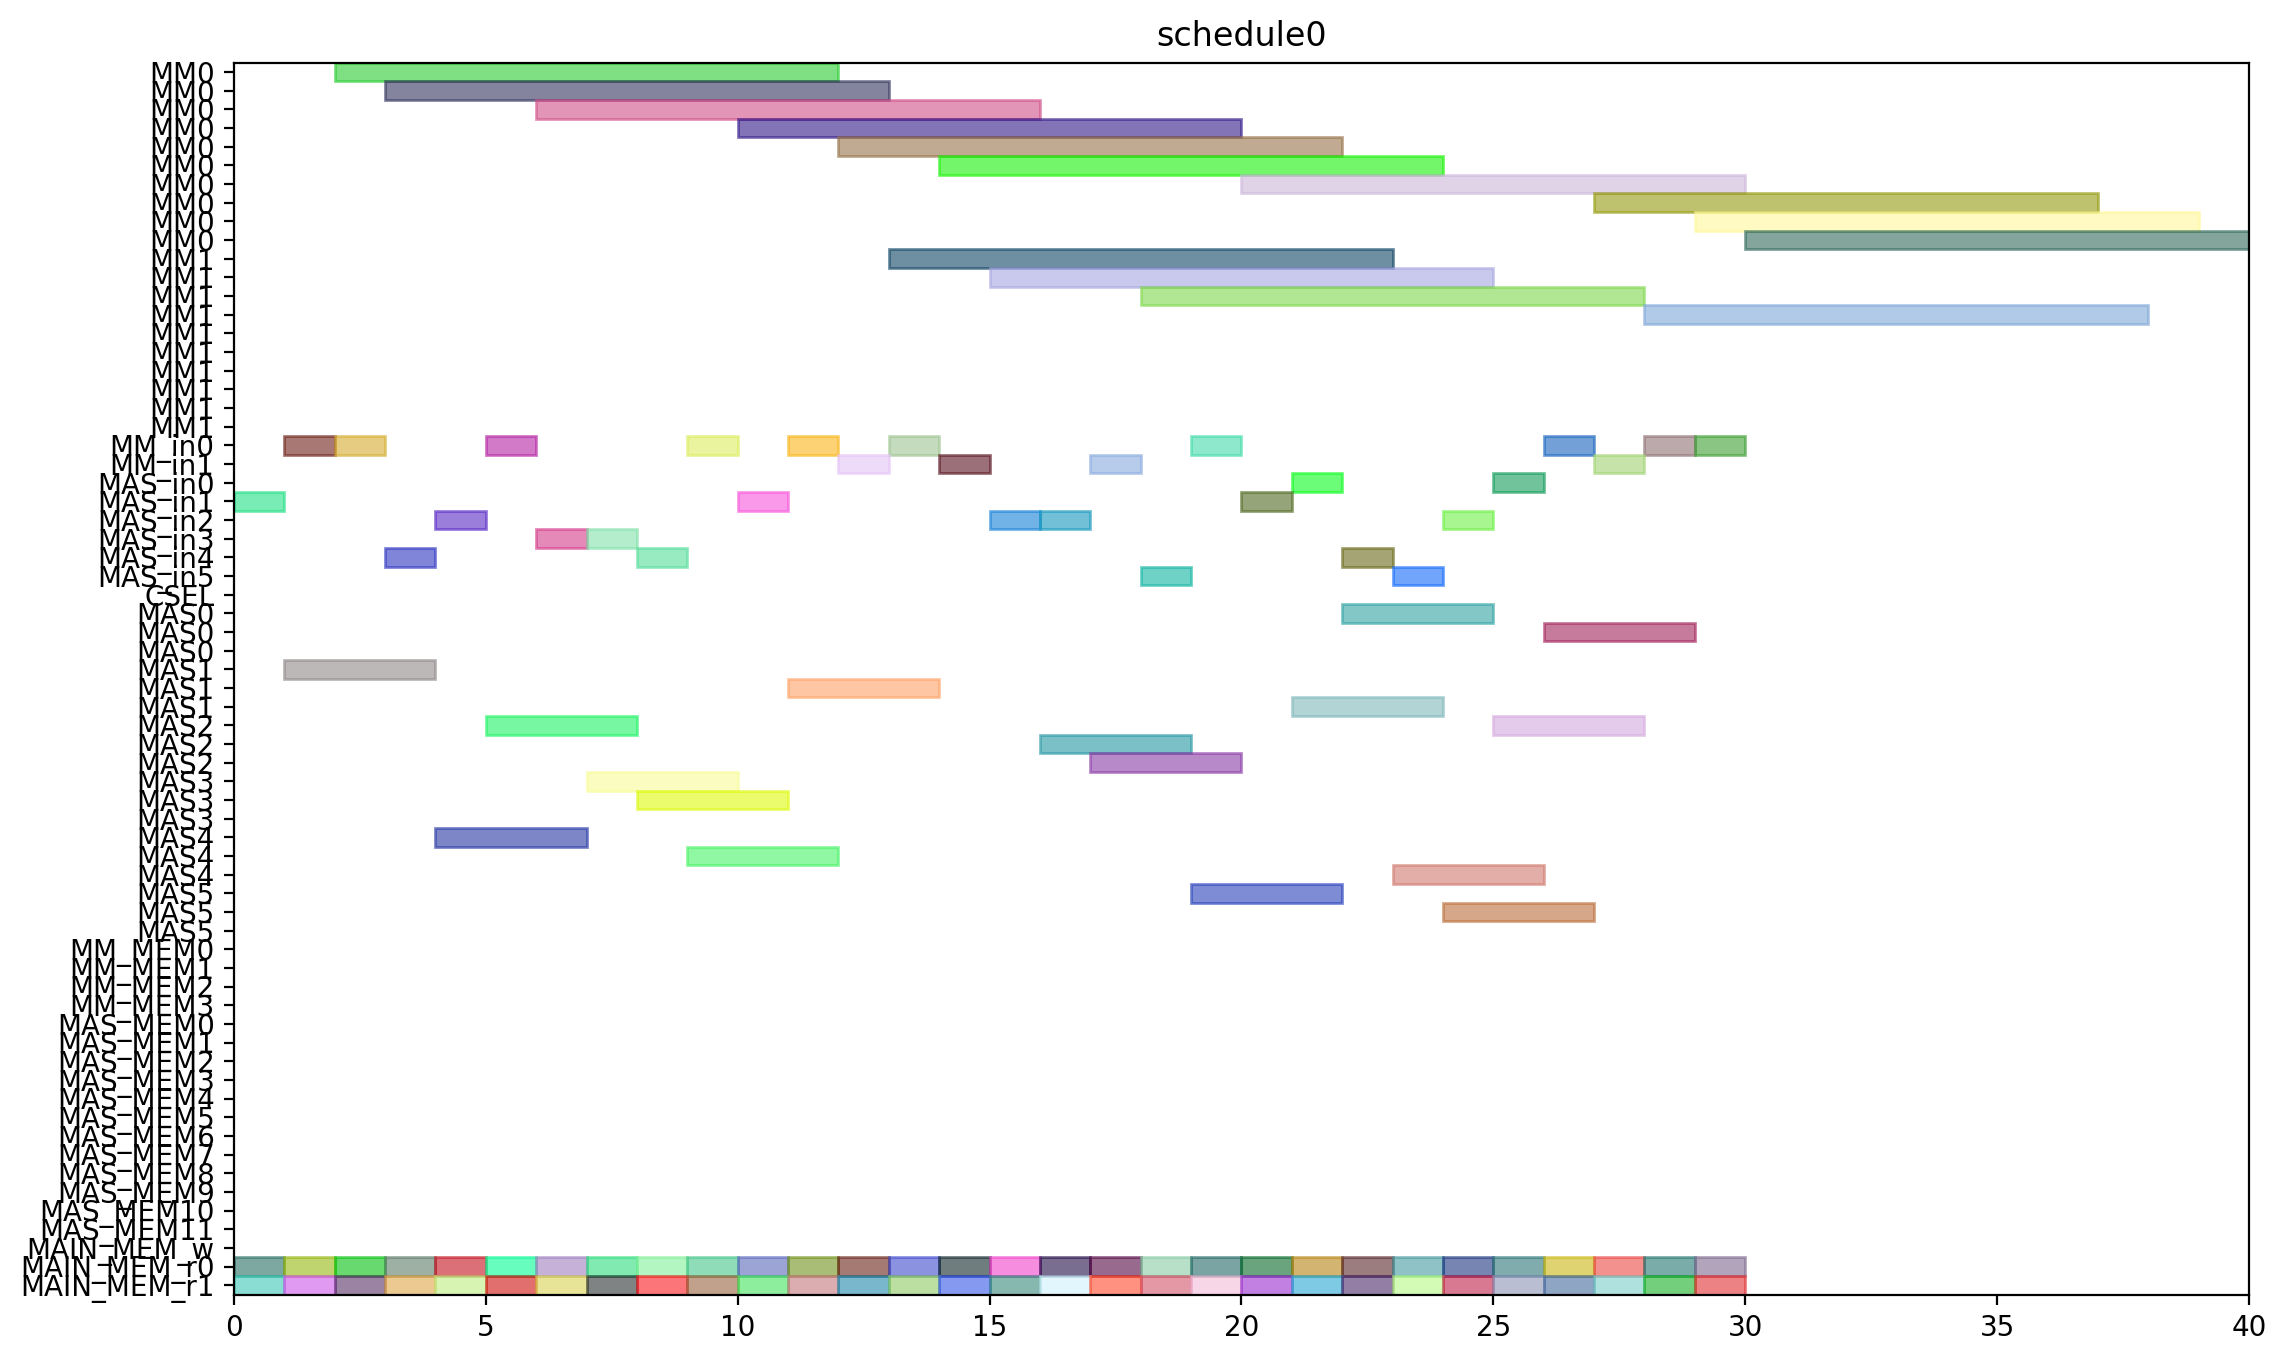 schedule0
MM0
MM0
MM0
MM0
MM0
MM0
MM0
MM0
MM0
MM0
MM1
MM1
MM1
MM1
MM1
MM1
MM1
MM1
MM1
MM1
MM_in0
MM_in1
MAS_in0
MAS_in1
MAS_in2
MAS_in3
MAS_in4
MAS_in5
CSEL
MAS0
MAS0
MAS0
MAS1
MAS1
MAS1
MAS2
MAS2
MAS2
MAS3
MAS3
MAS3
MAS4
MAS4
MAS4
MAS5
MAS5
MAS5
MM_MEM0
MM_MEM1
MM_MEM2
MM_MEM3
MAS_MEM0
MAS_MEM1
MAS_MEM2
MAS_MEM3
MAS_MEM4
MAS_MEM5
MAS_MEM6
MAS_MEM7
MAS_MEM8
MAS_MEM9
MAS_MEM10
MAS_MEM11
MAIN_MEM_w
MAIN_MEM_r0
MAIN_MEM_r1
0 5 10 15 20 25 30 35 40